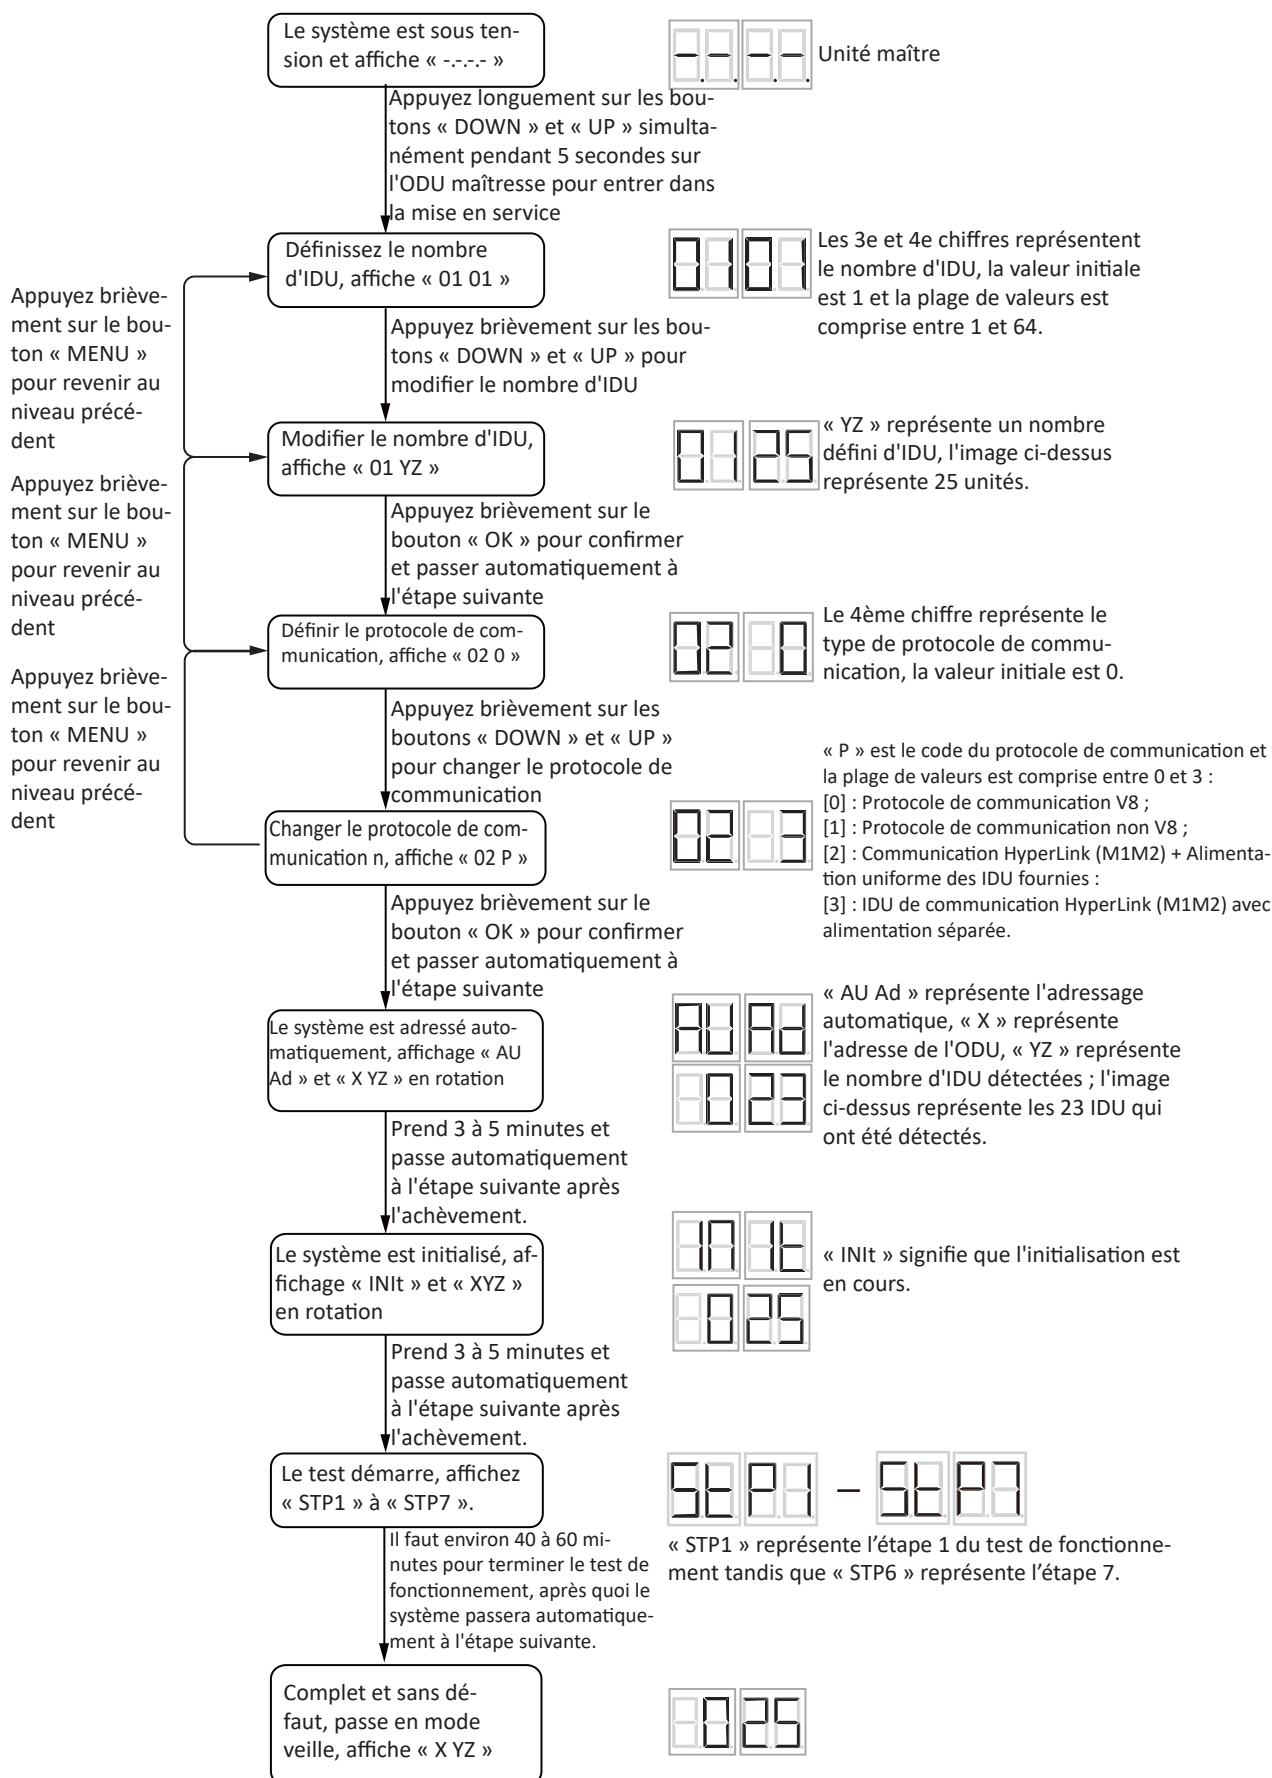 Le système est sous ten-
sion et affiche « -.-.-.- »
-.-.-.-
Unité maître
Appuyez longuement sur les bou-
tons « DOWN » et « UP » simulta-
nément pendant 5 secondes sur
l'ODU maîtresse pour entrer dans
la mise en service
Définissez le nombre
d'IDU, affiche « 01 01 »
0101
Les 3e et 4e chiffres représentent
le nombre d'IDU, la valeur initiale
est 1 et la plage de valeurs est
comprise entre 1 et 64.
Appuyez briève-
ment sur le bou-
ton « MENU »
pour revenir au
niveau précé-
dent
Appuyez brièvement sur les bou-
tons « DOWN » et « UP » pour
modifier le nombre d'IDU
Modifier le nombre d'IDU,
affiche « 01 YZ »
0125
« YZ » représente un nombre
défini d'IDU, l'image ci-dessus
représente 25 unités.
Appuyez briève-
ment sur le bou-
ton « MENU »
pour revenir au
niveau précé-
dent
Appuyez brièvement sur le
bouton « OK » pour confirmer
et passer automatiquement à
l'étape suivante
Définir le protocole de com-
munication, affiche « 02 0 »
02 0
Le 4ème chiffre représente le
type de protocole de commu-
nication, la valeur initiale est 0.
Appuyez briève-
ment sur le bou-
ton « MENU »
pour revenir au
niveau précé-
dent
Appuyez brièvement sur les
boutons « DOWN » et « UP »
pour changer le protocole de
communication
Changer le protocole de com-
munication n, affiche « 02 P »
02 3
« P » est le code du protocole de communication et
la plage de valeurs est comprise entre 0 et 3 :
[0] : Protocole de communication V8 ;
[1] : Protocole de communication non V8 ;
[2] : Communication HyperLink (M1M2) + Alimenta-
tion uniforme des IDU fournies :
[3] : IDU de communication HyperLink (M1M2) avec
alimentation séparée.
Appuyez brièvement sur le
bouton « OK » pour confirmer
et passer automatiquement à
l'étape suivante
Le système est adressé auto-
matiquement, affichage « AU
Ad » et « X YZ » en rotation
AU Ad
023
« AU Ad » représente l'adressage
automatique, « X » représente
l'adresse de l'ODU, « YZ » représente
le nombre d'IDU détectées ; l'image
ci-dessus représente les 23 IDU qui
ont été détectés.
Prend 3 à 5 minutes et
passe automatiquement
à l'étape suivante après
l'achèvement.
Le système est initialisé, af-
fichage « INIt » et « XYZ »
en rotation
INIt
025
« INIt » signifie que l'initialisation est
en cours.
Prend 3 à 5 minutes et
passe automatiquement
à l'étape suivante après
l'achèvement.
Le test démarre, affichez
« STP1 » à « STP7 ».
StP1 – StP7
« STP1 » représente l’étape 1 du test de fonctionne-
ment tandis que « STP6 » représente l’étape 7.
Il faut environ 40 à 60 mi-
nutes pour terminer le test de
fonctionnement, après quoi le
système passera automatique-
ment à l'étape suivante.
Complet et sans dé-
faut, passe en mode
veille, affiche « X YZ »
025